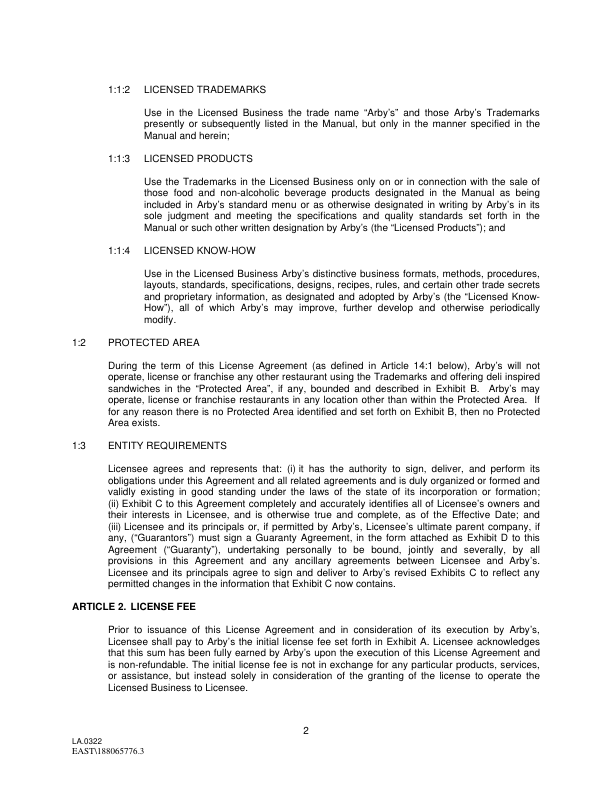 1:1:2 LICENSED TRADEMARKS
Use in the Licensed Business the trade name “Arby’s” and those Arby’s Trademarks
presently or subsequently listed in the Manual, but only in the manner specified in the
Manual and herein;
1:1:3 LICENSED PRODUCTS
Use the Trademarks in the Licensed Business only on or in connection with the sale of
those food and non-alcoholic beverage products designated in the Manual as being
included in Arby’s standard menu or as otherwise designated in writing by Arby’s in its
sole judgment and meeting the specifications and quality standards set forth in the
Manual or such other written designation by Arby’s (the “Licensed Products”); and
1:1:4 LICENSED KNOW-HOW
Use in the Licensed Business Arby’s distinctive business formats, methods, procedures,
layouts, standards, specifications, designs, recipes, rules, and certain other trade secrets
and proprietary information, as designated and adopted by Arby’s (the “Licensed Know-
How”), all of which Arby’s may improve, further develop and otherwise periodically
modify.
1:2 PROTECTED AREA
During the term of this License Agreement (as defined in Article 14:1 below), Arby’s will not
operate, license or franchise any other restaurant using the Trademarks and offering deli inspired
sandwiches in the “Protected Area”, if any, bounded and described in Exhibit B. Arby’s may
operate, license or franchise restaurants in any location other than within the Protected Area. If
for any reason there is no Protected Area identified and set forth on Exhibit B, then no Protected
Area exists.
1:3 ENTITY REQUIREMENTS
Licensee agrees and represents that: (i) it has the authority to sign, deliver, and perform its
obligations under this Agreement and all related agreements and is duly organized or formed and
validly existing in good standing under the laws of the state of its incorporation or formation;
(ii) Exhibit C to this Agreement completely and accurately identifies all of Licensee’s owners and
their interests in Licensee, and is otherwise true and complete, as of the Effective Date; and
(iii) Licensee and its principals or, if permitted by Arby’s, Licensee’s ultimate parent company, if
any, (“Guarantors”) must sign a Guaranty Agreement, in the form attached as Exhibit D to this
Agreement (“Guaranty”), undertaking personally to be bound, jointly and severally, by all
provisions in this Agreement and any ancillary agreements between Licensee and Arby’s.
Licensee and its principals agree to sign and deliver to Arby’s revised Exhibits C to reflect any
permitted changes in the information that Exhibit C now contains.
ARTICLE 2. LICENSE FEE
Prior to issuance of this License Agreement and in consideration of its execution by Arby’s,
Licensee shall pay to Arby’s the initial license fee set forth in Exhibit A. Licensee acknowledges
that this sum has been fully earned by Arby’s upon the execution of this License Agreement and
is non-refundable. The initial license fee is not in exchange for any particular products, services,
or assistance, but instead solely in consideration of the granting of the license to operate the
Licensed Business to Licensee.
2
LA.0322
EAST\188065776.3